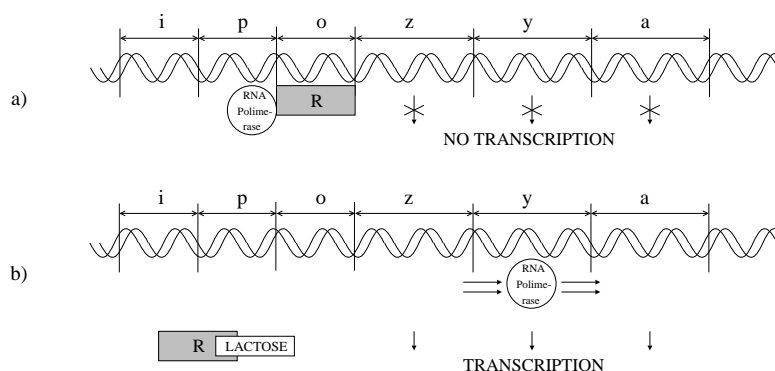 i p o z y a
a)
RNA
Polime-
rase
R
NO TRANSCRIPTION
i p o z y a
b)
RNA
Polime-
rase
R LACTOSE
TRANSCRIPTION